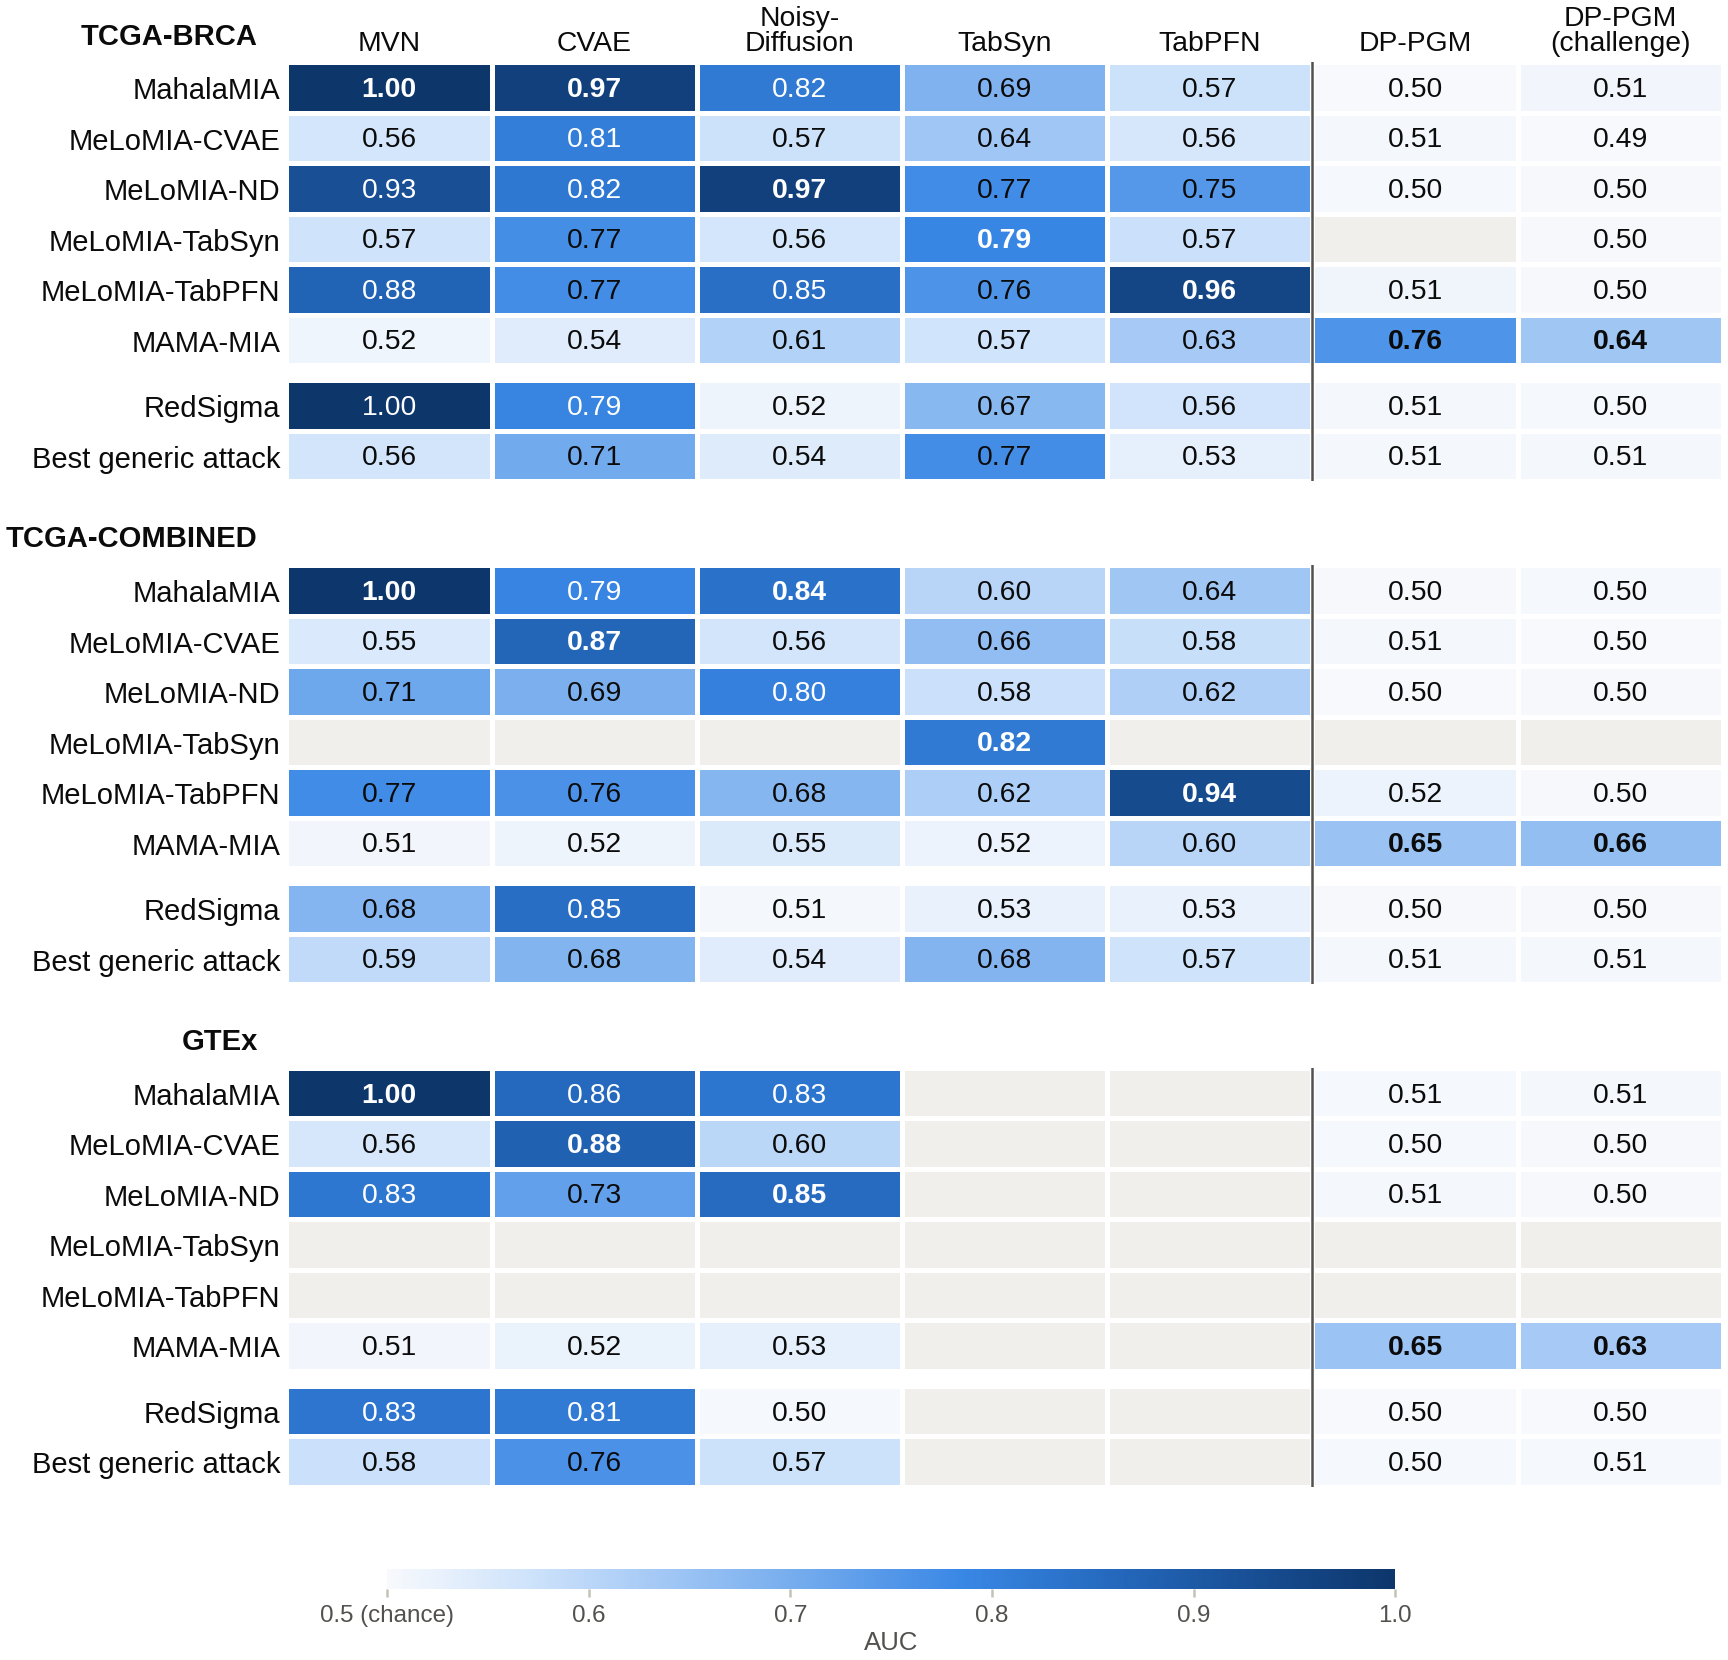 TCGA-BRCA MVN CVAE Noisy-Diffusion TabSyn TabPFN DP-PGM DP-PGM (challenge)
MahalaMIA 1.00 0.97 0.82 0.69 0.57 0.50 0.51
MeLoMIA-CVAE 0.56 0.81 0.57 0.64 0.56 0.51 0.49
MeLoMIA-ND 0.93 0.82 0.97 0.77 0.75 0.50 0.50
MeLoMIA-TabSyn 0.57 0.77 0.56 0.79 0.57 0.50
MeLoMIA-TabPFN 0.88 0.77 0.85 0.76 0.96 0.51 0.50
MAMA-MIA 0.52 0.54 0.61 0.57 0.63 0.76 0.64
RedSigma 1.00 0.79 0.52 0.67 0.56 0.51 0.50
Best generic attack 0.56 0.71 0.54 0.77 0.53 0.51 0.51
TCGA-COMBINED
MahalaMIA 1.00 0.79 0.84 0.60 0.64 0.50 0.50
MeLoMIA-CVAE 0.55 0.87 0.56 0.66 0.58 0.51 0.50
MeLoMIA-ND 0.71 0.69 0.80 0.58 0.62 0.50 0.50
MeLoMIA-TabSyn 0.82
MeLoMIA-TabPFN 0.77 0.76 0.68 0.62 0.94 0.52 0.50
MAMA-MIA 0.51 0.52 0.55 0.52 0.60 0.65 0.66
RedSigma 0.68 0.85 0.51 0.53 0.53 0.50 0.50
Best generic attack 0.59 0.68 0.54 0.68 0.57 0.51 0.51
GTEx
MahalaMIA 1.00 0.86 0.83 0.51 0.51
MeLoMIA-CVAE 0.56 0.88 0.60 0.50 0.50
MeLoMIA-ND 0.83 0.73 0.85 0.51 0.50
MeLoMIA-TabSyn
MeLoMIA-TabPFN
MAMA-MIA 0.51 0.52 0.53 0.65 0.63
RedSigma 0.83 0.81 0.50 0.50 0.50
Best generic attack 0.58 0.76 0.57 0.50 0.51
0.5 (chance) 0.6 0.7 0.8 0.9 1.0
AUC